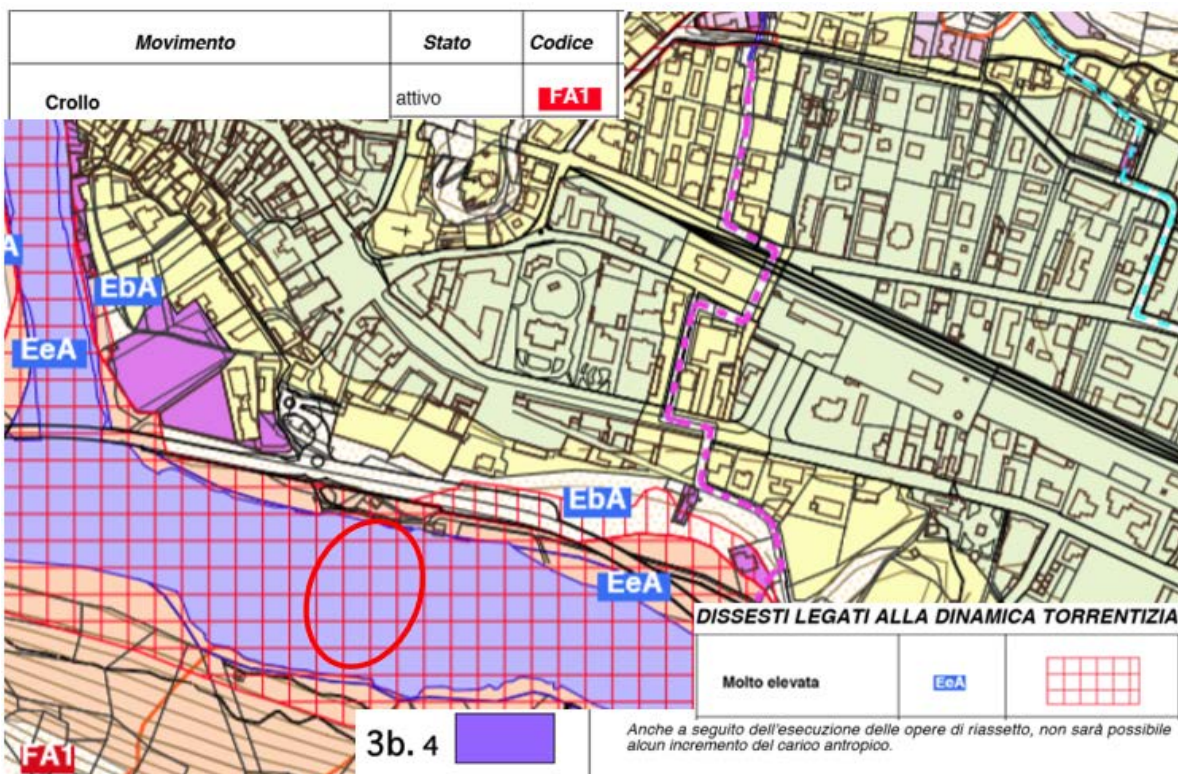 Movimento Stato Codice
Crollo attivo FA1
EbA
A
EeA
EbA
EeA
DISSESTI LEGATI ALLA DINAMICA TORRENTIZIA
Molto elevata EeA
3b. 4
Anche a seguito dell'esecuzione delle opere di riassetto, non sarà possibile
alcun incremento del carico antropico.
FA1